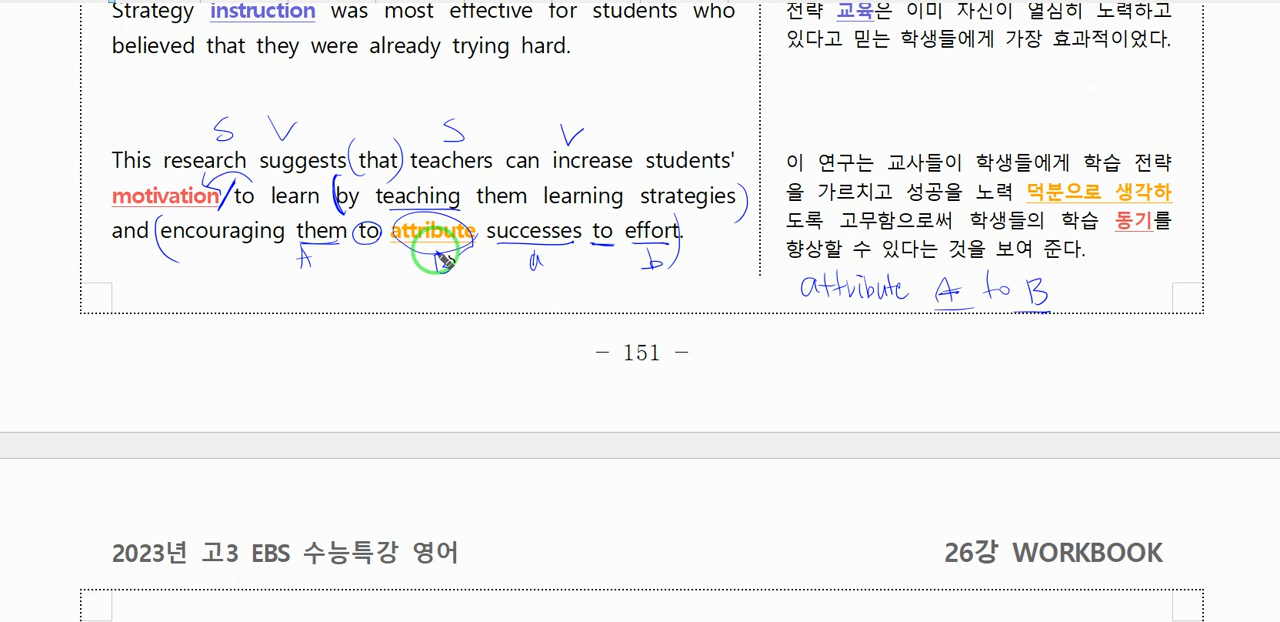 Strategy instruction was most effective for students who
believed that they were already trying hard.
전략 교육은 이미 자신이 열심히 노력하고
있다고 믿는 학생들에게 가장 효과적이었다.
S V S V
This research suggests (that) teachers can increase students'
motivation / to learn (by teaching them learning strategies)
and (encouraging them to attribute successes to effort).
A B a b
이 연구는 교사들이 학생들에게 학습 전략
을 가르치고 성공을 노력 덕분으로 생각하
도록 고무함으로써 학생들의 학습 동기를
향상할 수 있다는 것을 보여 준다.
attribute A to B
- 151 -
2023년 고3 EBS 수능특강 영어
26강 WORKBOOK